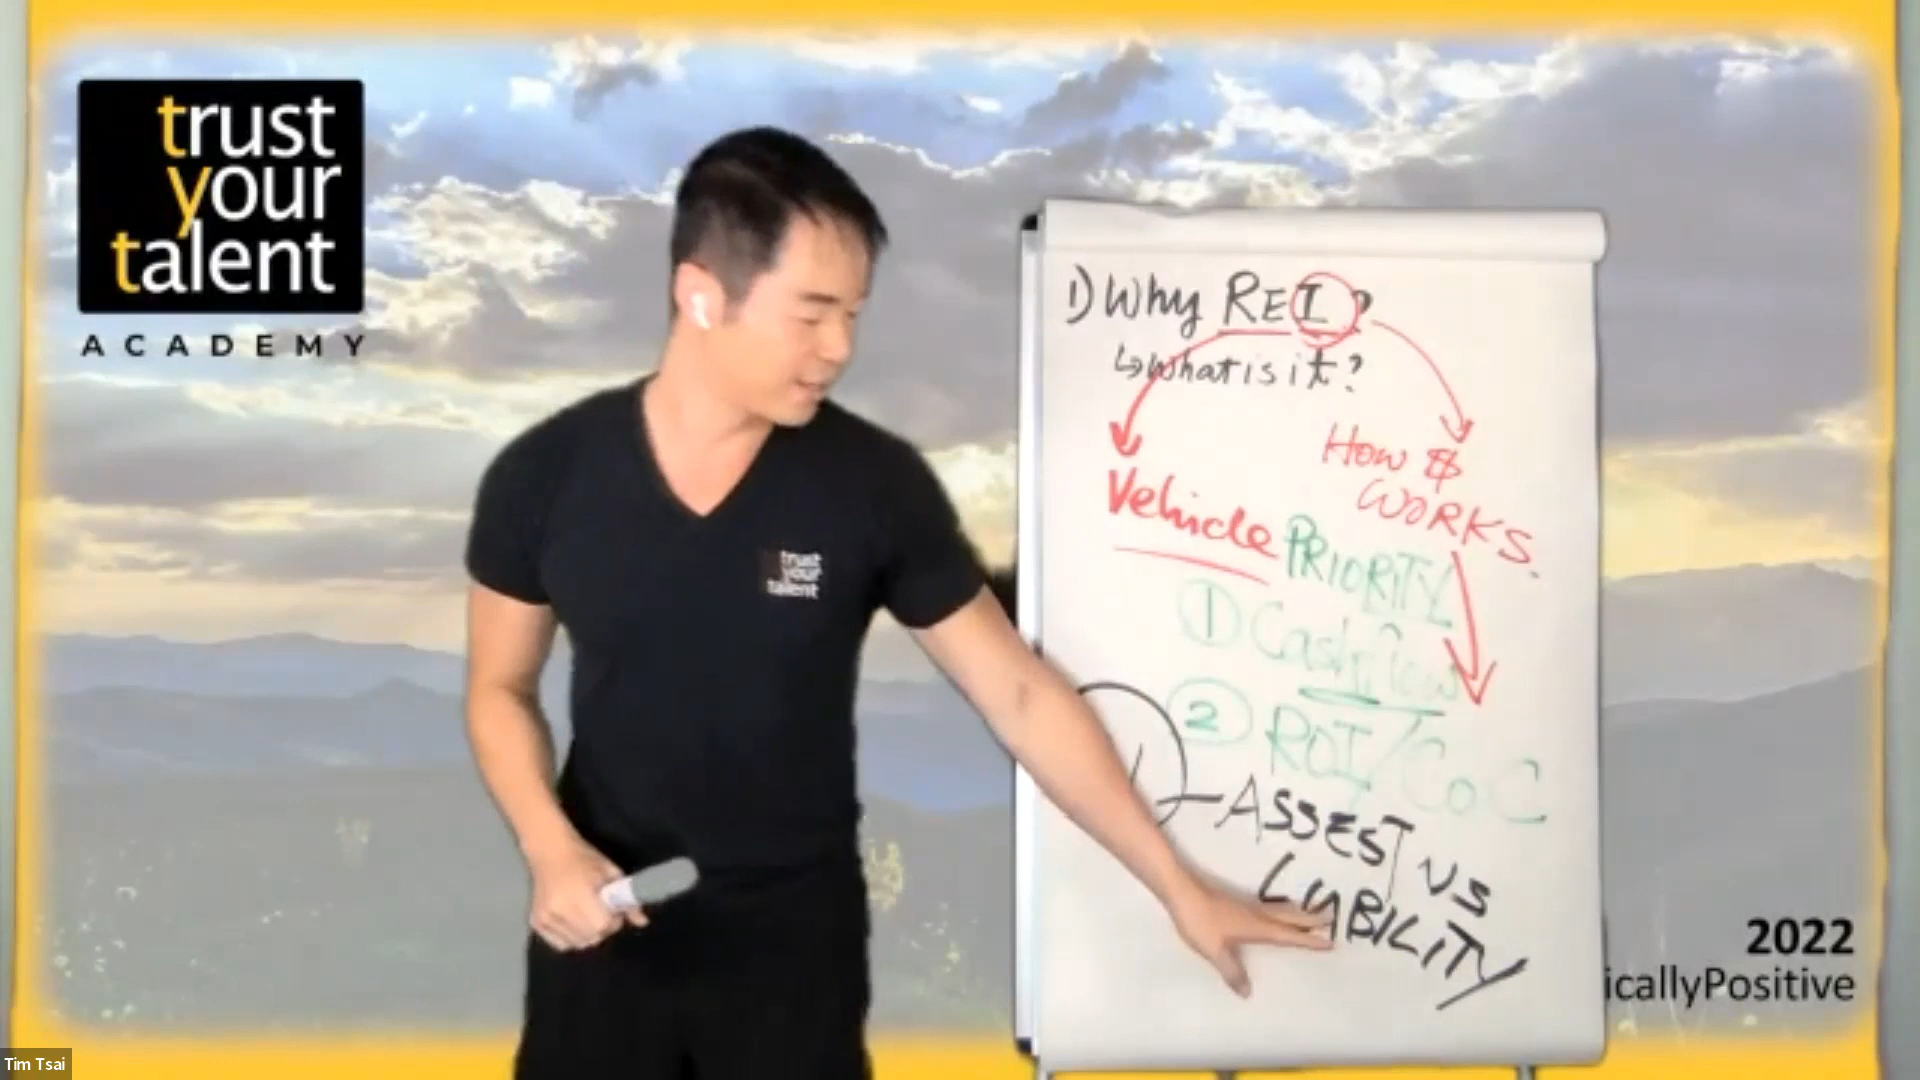 trust
your
talent
ACADEMY
trust
your
talent
1) Why REI?
↳ What is it?
How $
WORKS.
Vehicle
PRIORITY
① Cashflow
② ROI/CoC
ASSEST VS
LIABILITY
2022
icallyPositive
Tim Tsai